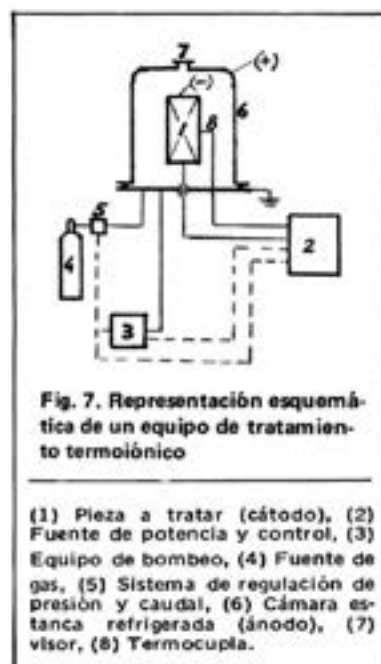 7
(+)
(-)
6
1
8
5
4
2
3
Fig. 7. Representación esquemá-
tica de un equipo de tratamien-
to termoiónico
(1) Pieza a tratar (cátodo), (2)
Fuente de potencia y control, (3)
Equipo de bombeo, (4) Fuente de
gas, (5) Sistema de regulación de
presión y caudal, (6) Cámara es-
tanca refrigerada (ánodo), (7)
visor, (8) Termocupla.